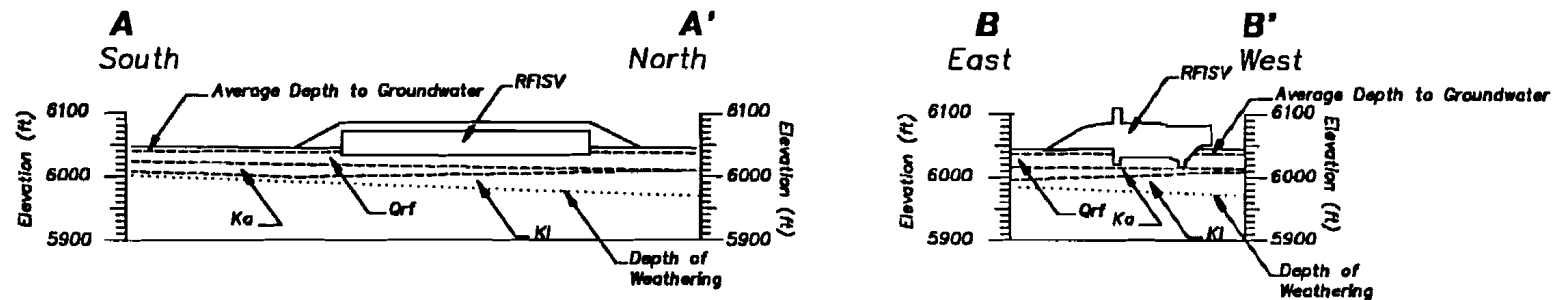 A
South
A'
North
RFISV
Average Depth to Groundwater
6100
6000
5900
Elevation (ft)
6100
6000
5900
Elevation (ft)
Ka
Qrf
Kl
Depth of
Weathering
B
East
B'
West
RFISV
Average Depth to Groundwater
6100
6000
5900
Elevation (ft)
6100
6000
5900
Elevation (ft)
Qrf
Ka
Kl
Depth of
Weathering